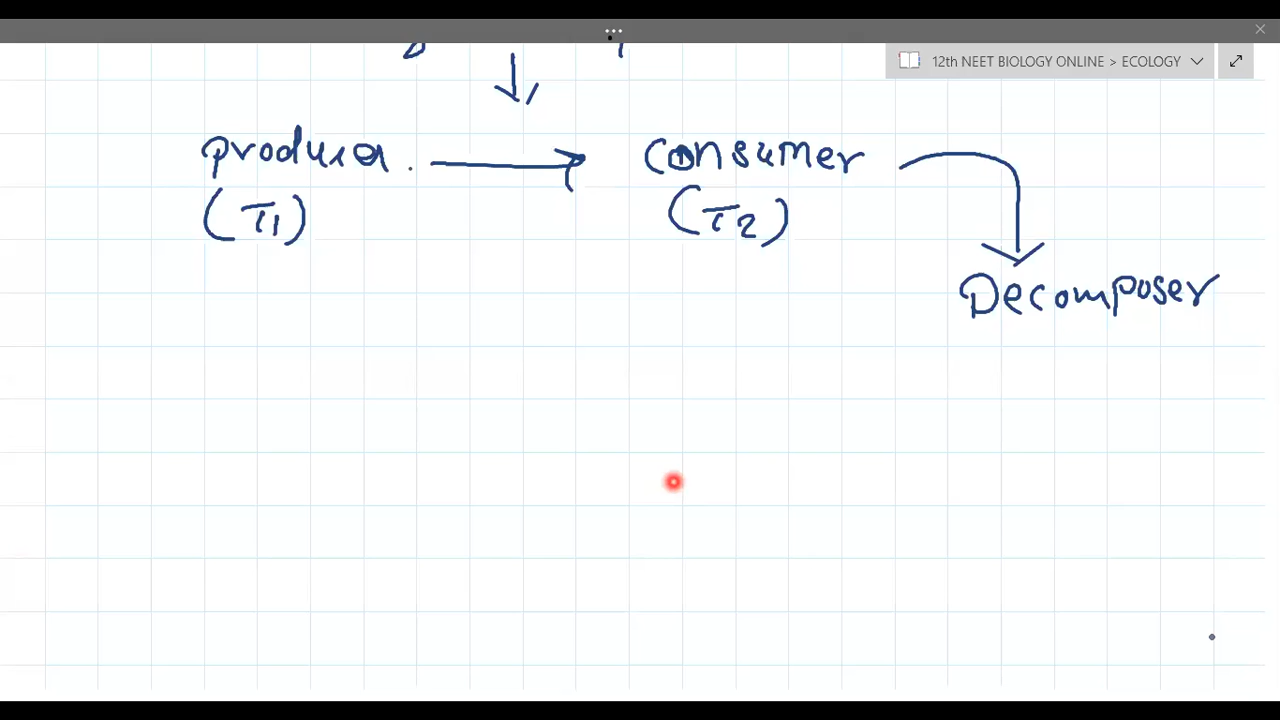 12th NEET BIOLOGY ONLINE > ECOLOGY
producer. → consumer
(T1) (T2)
Decomposer